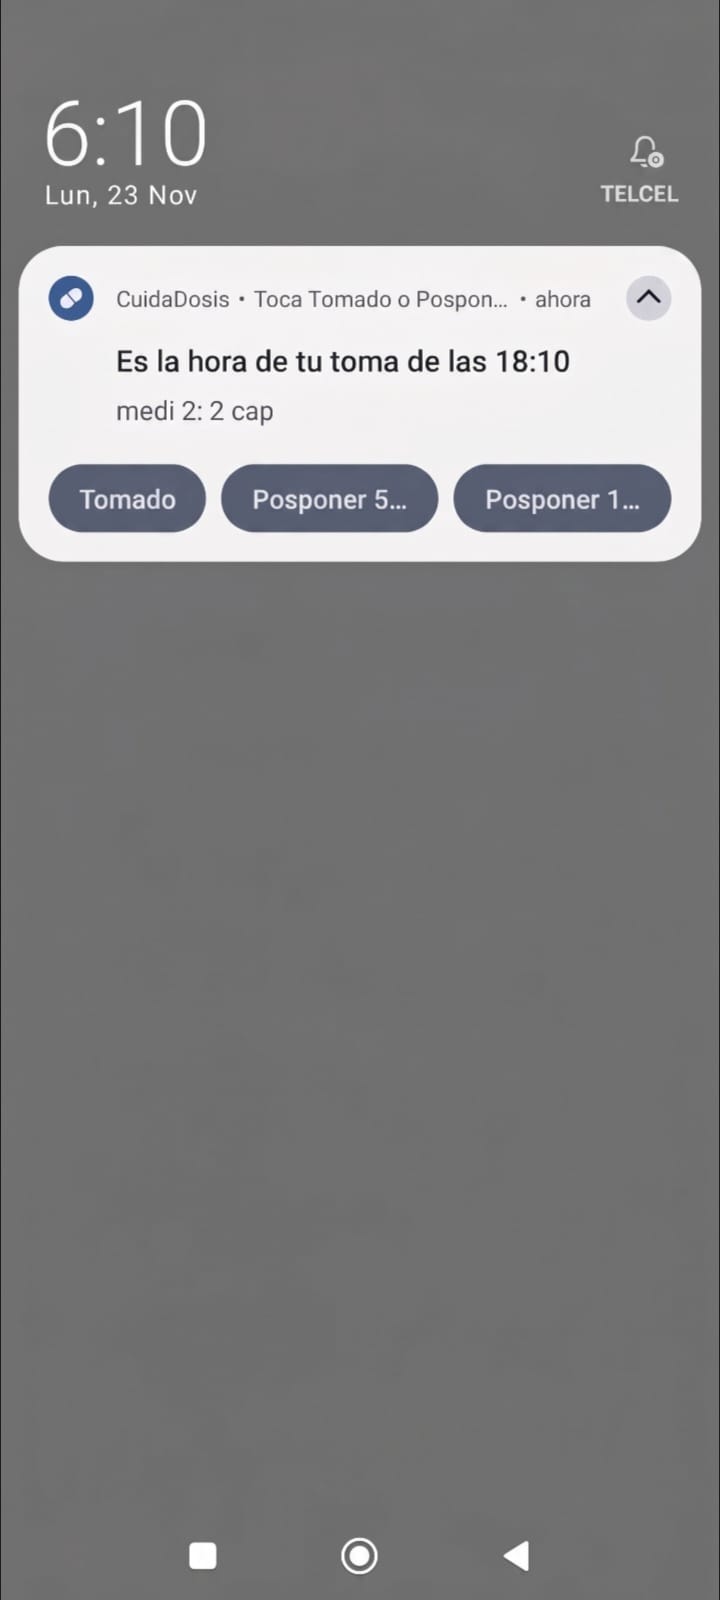 6:10
Lun, 23 Nov
TELCEL
CuidaDosis • Toca Tomado o Pospon... • ahora
Es la hora de tu toma de las 18:10
medi 2: 2 cap
Tomado
Posponer 5...
Posponer 1...